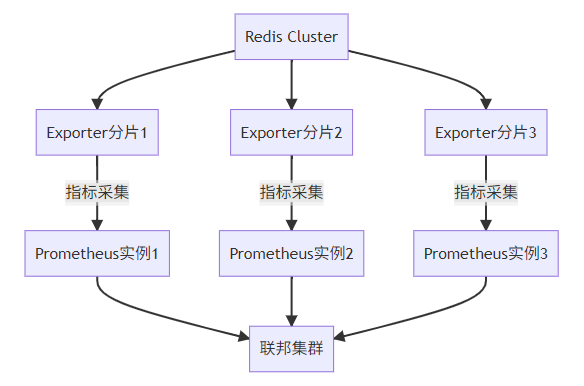 Redis Cluster
Exporter分片1
Exporter分片2
Exporter分片3
指标采集
指标采集
指标采集
Prometheus实例1
Prometheus实例2
Prometheus实例3
联邦集群